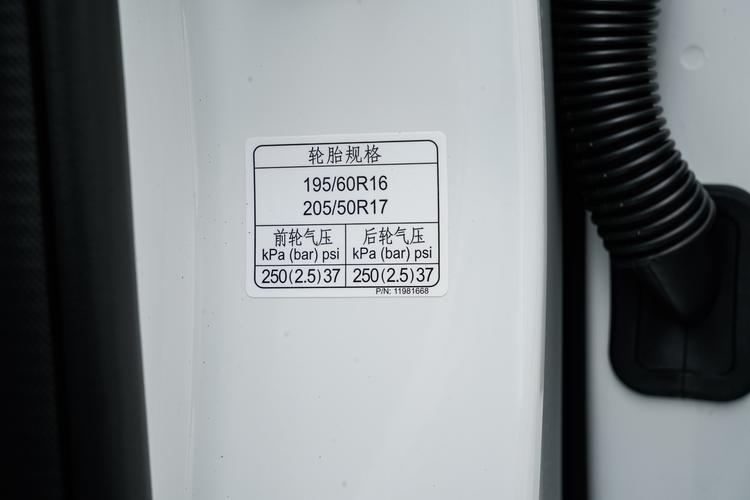 轮胎规格
195/60R16
205/50R17
前轮气压 后轮气压
kPa (bar) psi kPa (bar) psi
250(2.5)37 250(2.5)37
P/N: 11981668